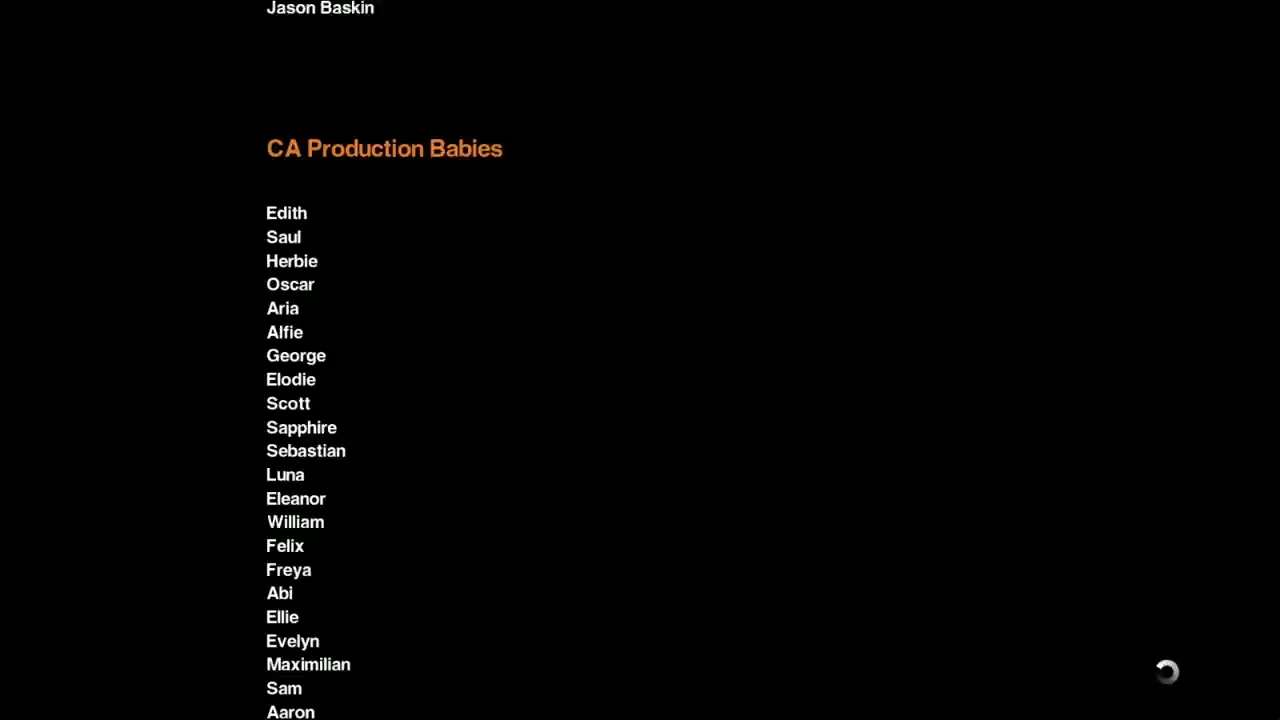 Jason Baskin
CA Production Babies
Edith
Saul
Herbie
Oscar
Aria
Alfie
George
Elodie
Scott
Sapphire
Sebastian
Luna
Eleanor
William
Felix
Freya
Abi
Ellie
Evelyn
Maximilian
Sam
Aaron